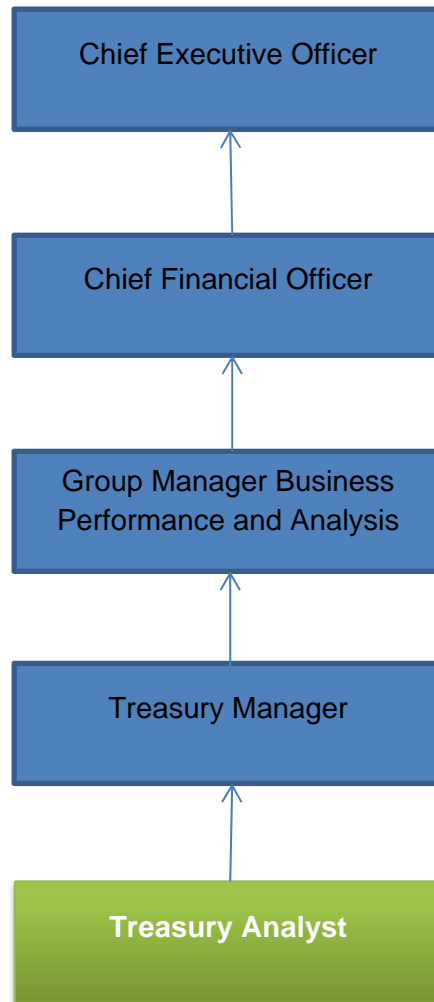 Chief Executive Officer
Chief Financial Officer
Group Manager Business
Performance and Analysis
Treasury Manager
Treasury Analyst